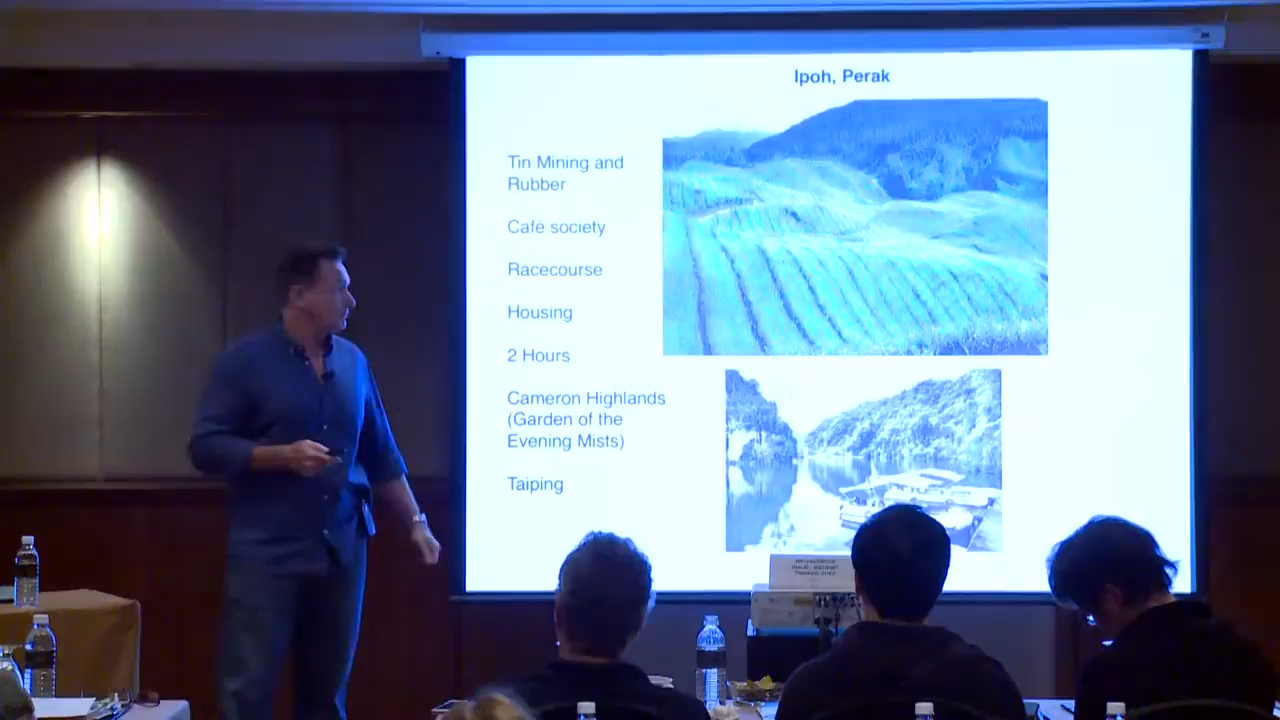 Ipoh, Perak
Tin Mining and
Rubber
Café society
Racecourse
Housing
2 Hours
Cameron Highlands
(Garden of the
Evening Mists)
Taiping